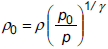 ρ₀ = ρ(p₀/p)^(1/γ)